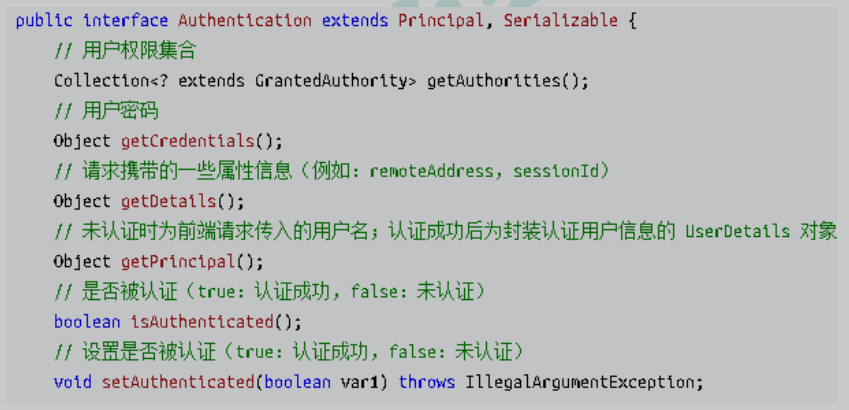 public interface Authentication extends Principal, Serializable {
// 用户权限集合
Collection<? extends GrantedAuthority> getAuthorities();
// 用户密码
Object getCredentials();
// 请求携带的一些属性信息（例如：remoteAddress，sessionId）
Object getDetails();
// 未认证时为前端请求传入的用户名；认证成功后为封装认证用户信息的 UserDetails 对象
Object getPrincipal();
// 是否被认证（true：认证成功，false：未认证）
boolean isAuthenticated();
// 设置是否被认证（true：认证成功，false：未认证）
void setAuthenticated(boolean var1) throws IllegalArgumentException;